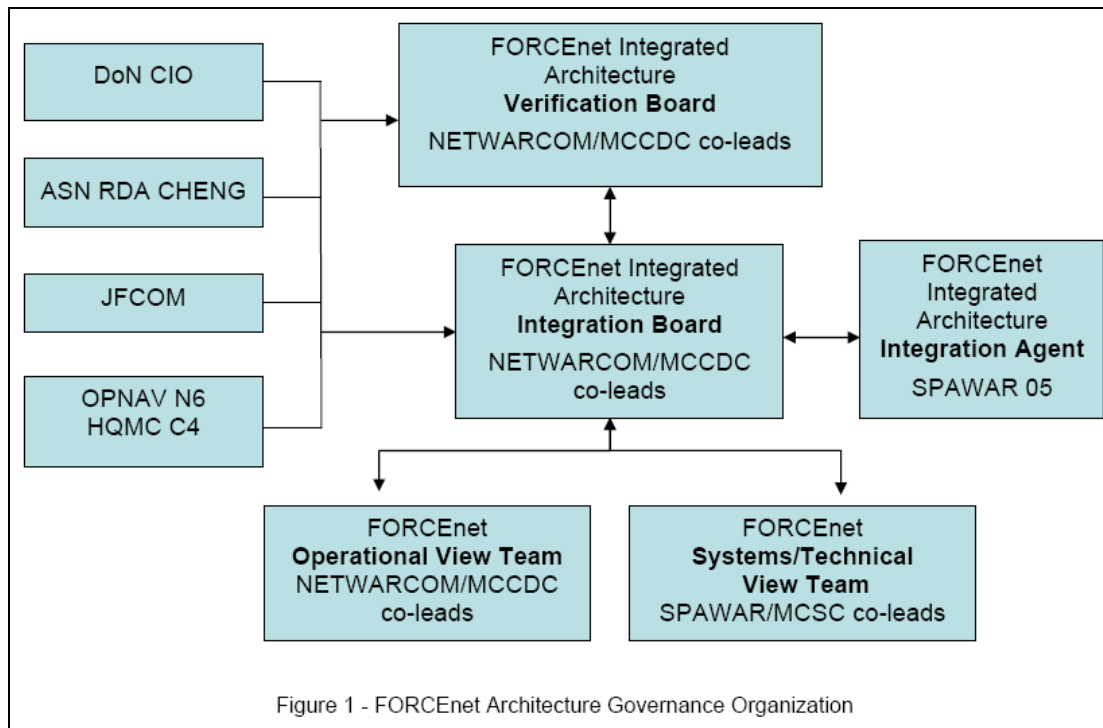 DoN CIO
ASN RDA CHENG
JFCOM
OPNAV N6
HQMC C4
FORCEnet Integrated
Architecture
Verification Board
NETWARCOM/MCCDC co-leads
FORCEnet Integrated
Architecture
Integration Board
NETWARCOM/MCCDC
co-leads
FORCEnet
Integrated
Architecture
Integration Agent
SPAWAR 05
FORCEnet
Operational View Team
NETWARCOM/MCCDC
co-leads
FORCEnet
Systems/Technical
View Team
SPAWAR/MCSC co-leads
Figure 1 - FORCEnet Architecture Governance Organization